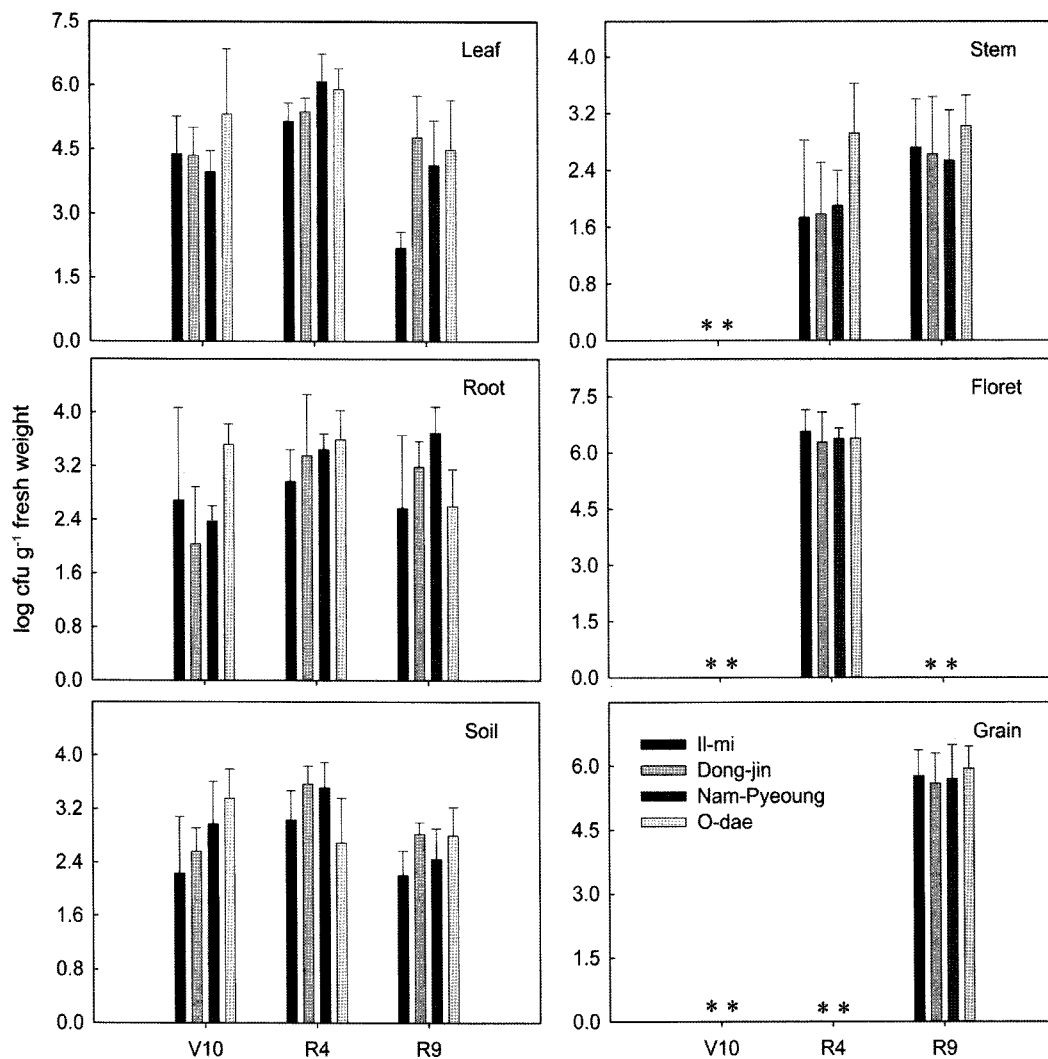 7.5
6.0
4.5
3.0
1.5
0.0
Leaf
4.0
3.2
2.4
1.6
0.8
0.0
Stem
* *
log cfu g⁻¹ fresh weight
4.0
3.2
2.4
1.6
0.8
0.0
Root
7.5
6.0
4.5
3.0
1.5
0.0
Floret
* *
* *
4.0
3.2
2.4
1.6
0.8
0.0
Soil
V10
R4
R9
6.0
4.5
3.0
1.5
0.0
Grain
Il-mi
Dong-jin
Nam-Pyeoung
O-dae
* *
* *
V10
R4
R9